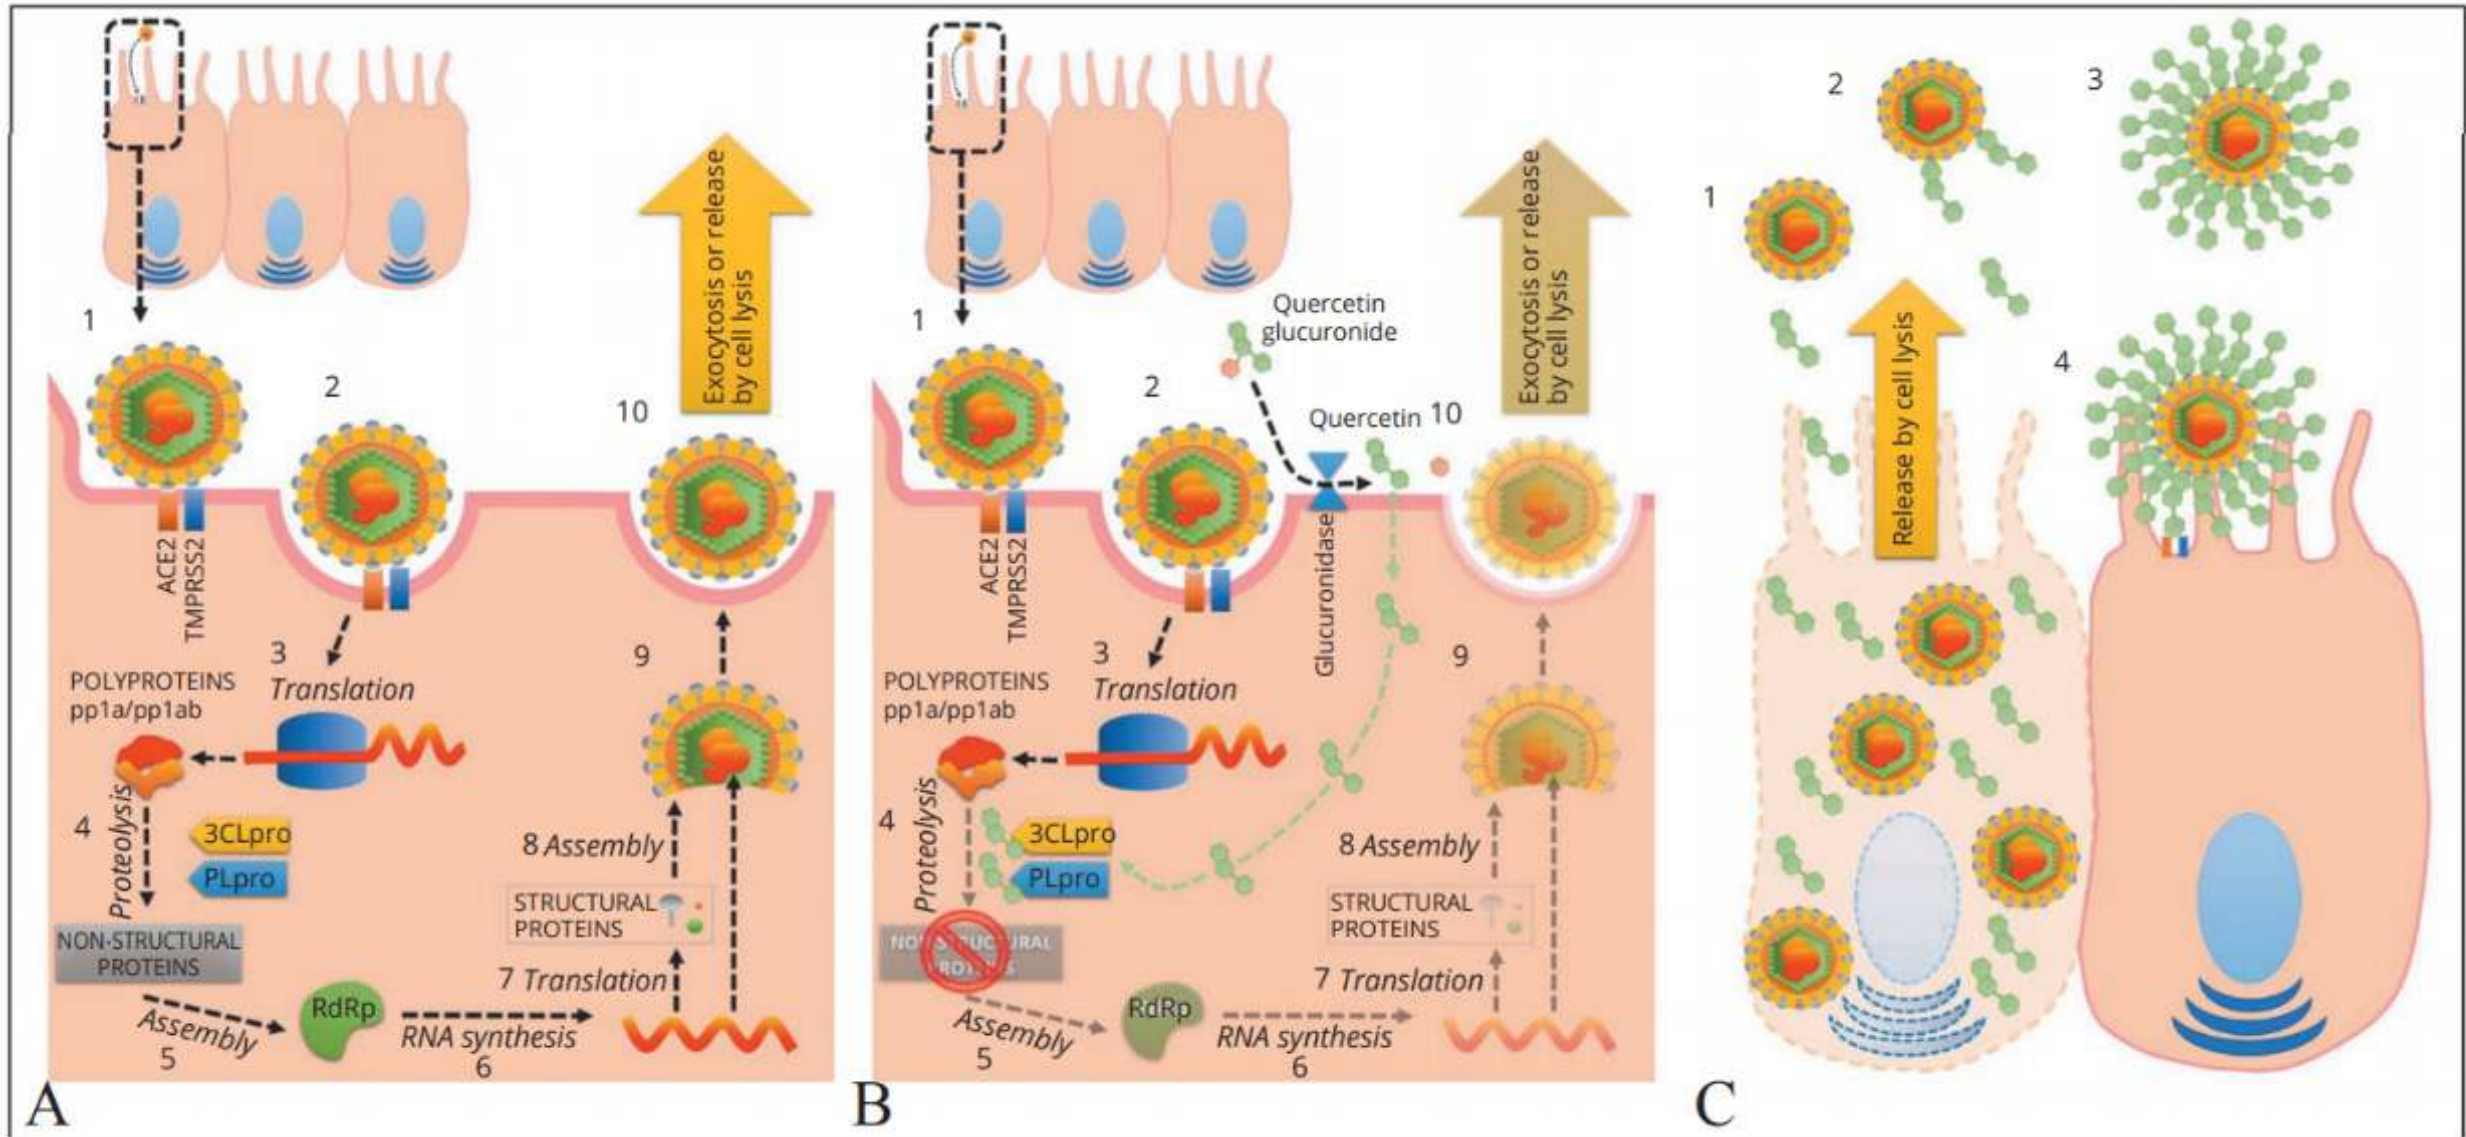 1
2
10
Exocytosis or release
by cell lysis
ACE2
TMPRSS2
3
Translation
9
POLYPROTEINS
pp1a/pp1ab
4
Proteolysis
3CLpro
PLpro
8 Assembly
STRUCTURAL
PROTEINS
NON-STRUCTURAL
PROTEINS
7 Translation
Assembly
5
RdRp
RNA synthesis
6
A
1
2
Quercetin
glucuronide
Quercetin
10
Exocytosis or release
by cell lysis
ACE2
TMPRSS2
Glucuronidase
3
Translation
9
POLYPROTEINS
pp1a/pp1ab
4
Proteolysis
3CLpro
PLpro
8 Assembly
STRUCTURAL
PROTEINS
NON-STRUCTURAL
PROTEINS
7 Translation
Assembly
5
RdRp
RNA synthesis
6
B
1
2
3
4
Release by cell lysis
C